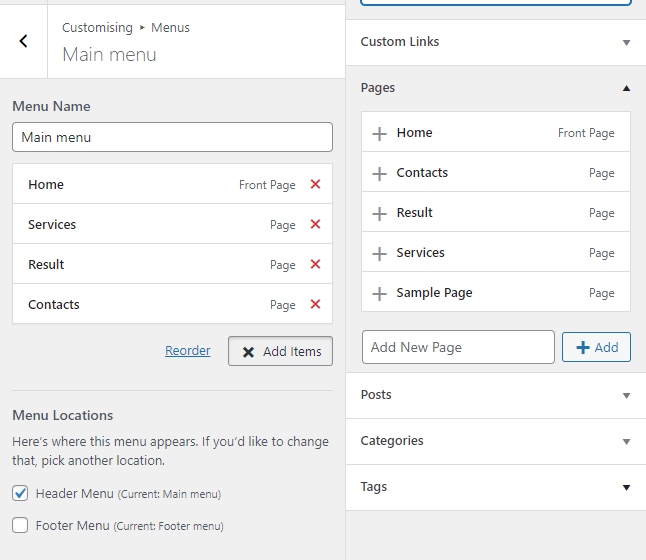 Customising ▸ Menus
Main menu
Menu Name
Main menu
Home Front Page
Services Page
Result Page
Contacts Page
Reorder Add Items
Menu Locations
Here's where this menu appears. If you'd like to change
that, pick another location.
Header Menu (Current: Main menu)
Footer Menu (Current: Footer menu)
Custom Links
Pages
Home Front Page
Contacts Page
Result Page
Services Page
Sample Page Page
Add New Page Add
Posts
Categories
Tags